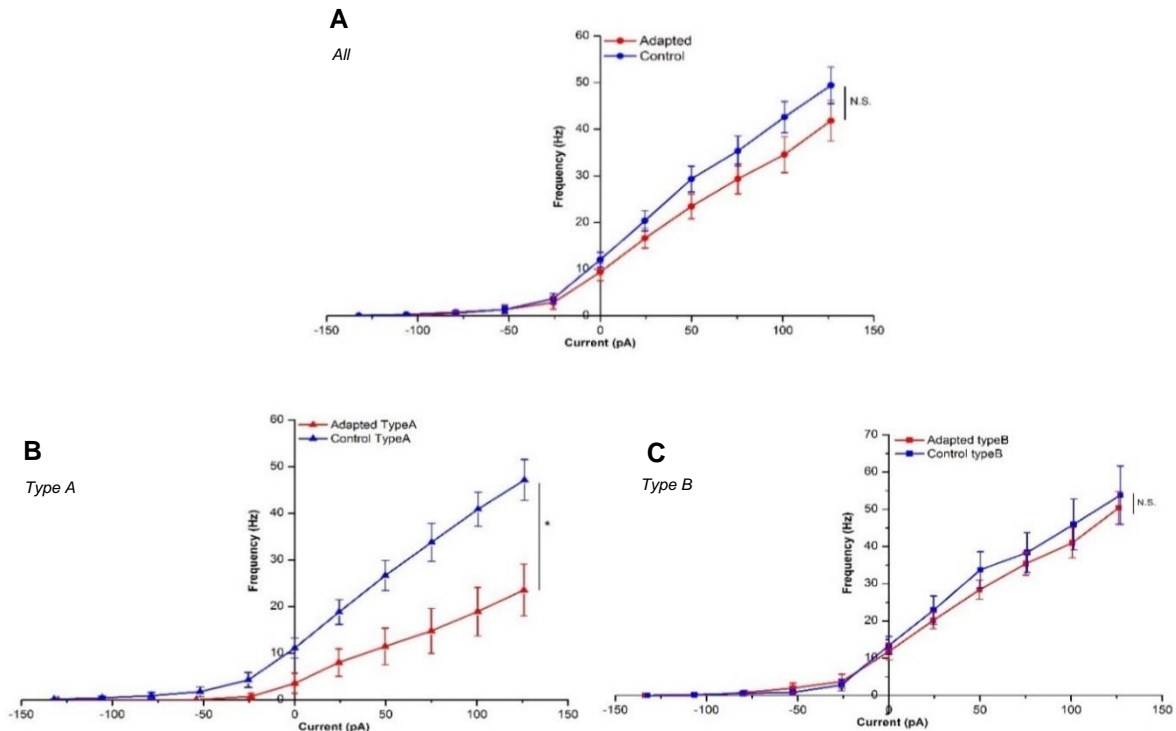 A
All
Adapted
Control
Frequency (Hz)
60
50
40
30
20
10
0
N.S.
-150
-100
-50
0
50
100
150
Current (pA)
B
Type A
Adapted TypeA
Control TypeA
Frequency (Hz)
60
50
40
30
20
10
0
*
-150
-100
-50
0
50
100
150
Current (pA)
C
Type B
Adapted typeB
Control typeB
Frequency (Hz)
70
60
50
40
30
20
10
0
N.S.
-150
-100
-50
0
50
100
150
Current (pA)